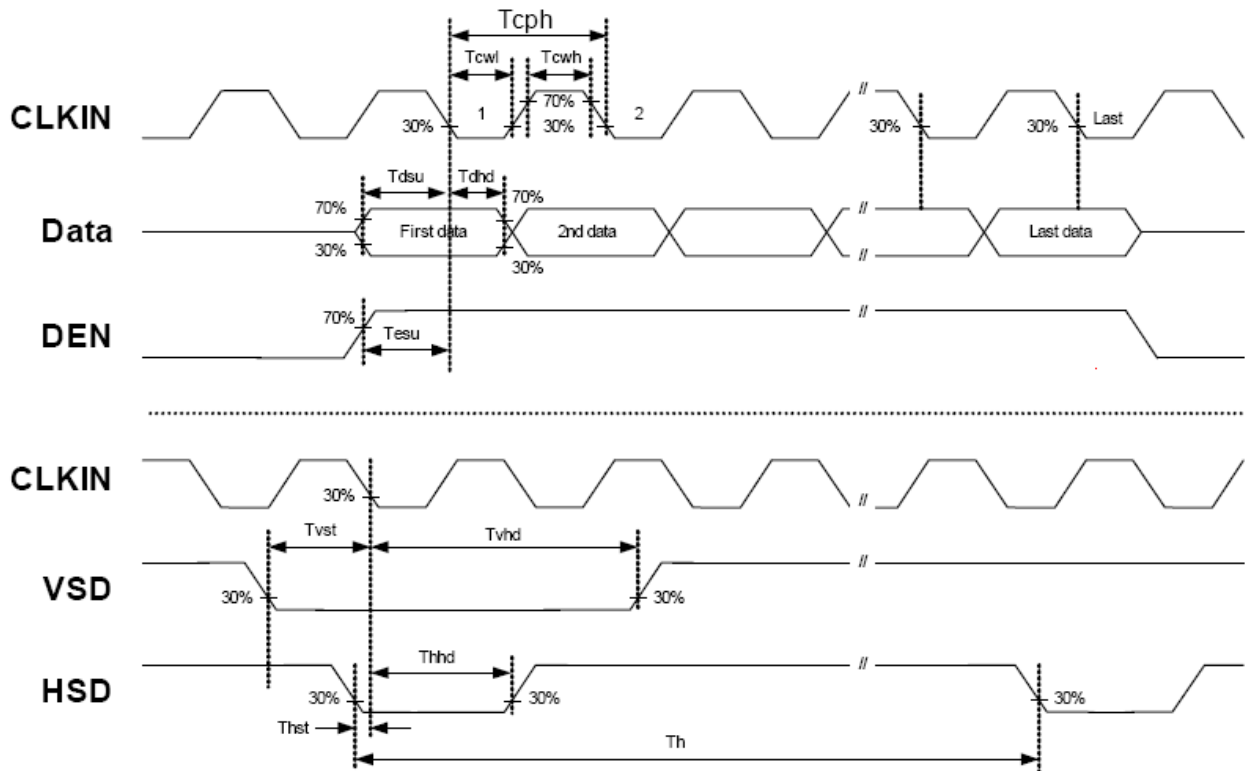 Tcph
Tcwl Tcwh
CLKIN 30% 1 70% 30% 2 // 30% 30% Last
Tdsu Tdhd
Data 70% 30% First data 70% 30% 2nd data // // Last data
DEN 70% Tesu //
CLKIN 30% //
Tvst Tvhd
VSD 30% 30% //
Thhd
HSD 30% 30% // 30%
Thst
Th